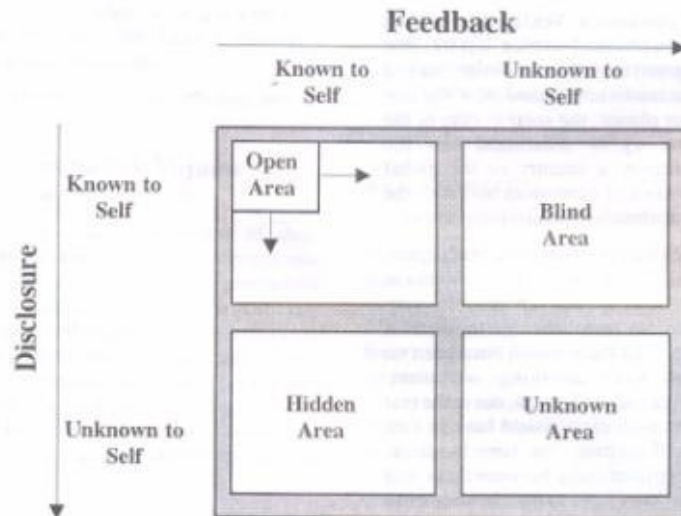 Feedback
Known to
Self
Unknown to
Self
Disclosure
Known to
Self
Open
Area
Blind
Area
Unknown to
Self
Hidden
Area
Unknown
Area